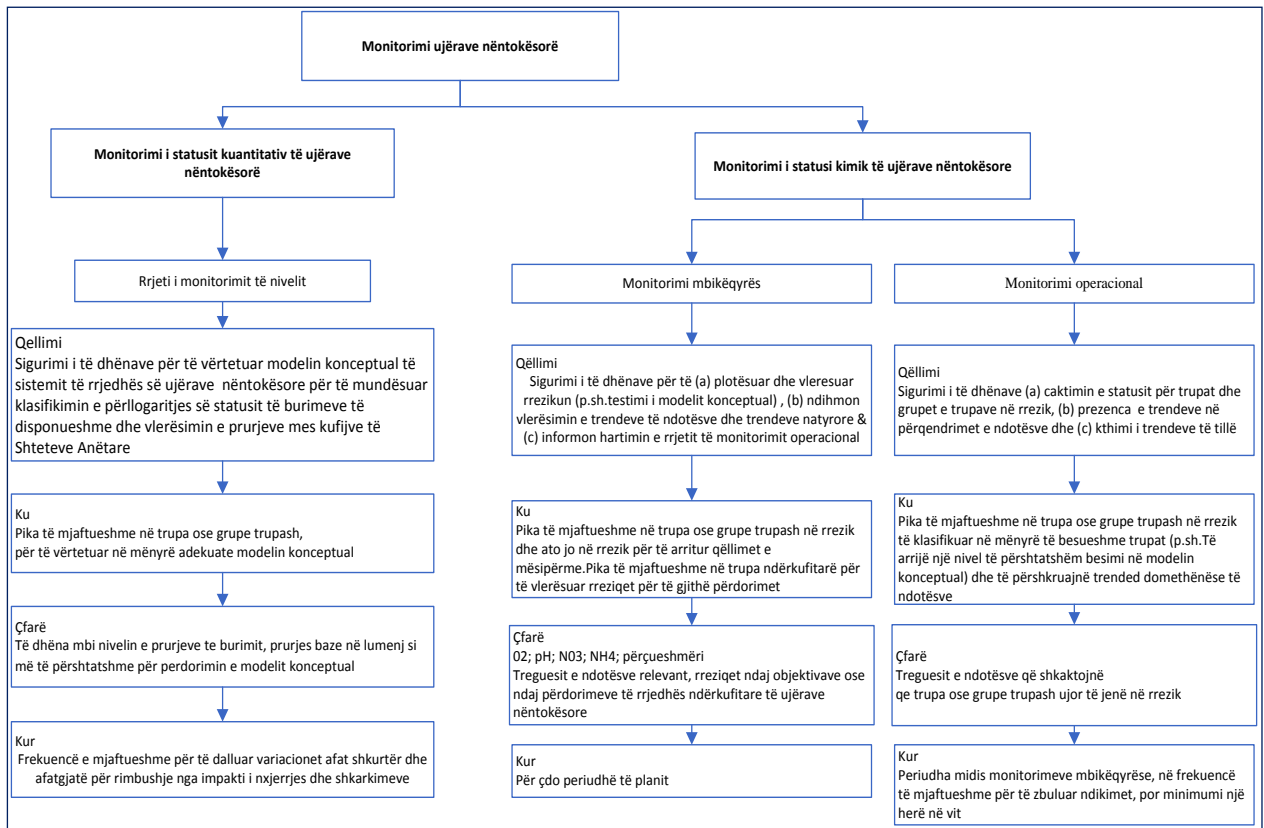 Monitorimi ujërave nëntokësorë
Monitorimi i statusit kuantitativ të ujërave
nëntokësorë
Monitorimi i statusi kimik të ujërave nëntokësore
Rrjeti i monitorimit të nivelit
Monitorimi mbikëqyrës
Monitorimi operacional
Qellimi
Sigurimi i të dhënave për të vërtetuar modelin konceptual të
sistemit të rrjedhës së ujërave nëntokësore për të mundësuar
klasifikimin e përllogaritjes së statusit të burimeve të
disponueshme dhe vlerësimin e prurjeve mes kufijve të
Shteteve Anëtare
Qëllimi
Sigurimi i të dhënave për të (a) plotësuar dhe vleresuar
rrezikun (p.sh.testimi i modelit konceptual) , (b) ndihmon
vlerësimin e trendeve të ndotësve dhe trendeve natyrore &
(c) informon hartimin e rrjetit të monitorimit operacional
Qëllimi
Sigurimi i të dhënave (a) caktimin e statusit për trupat dhe
grupet e trupave në rrezik, (b) prezenca e trendeve në
përqendrimet e ndotësve dhe (c) kthimi i trendeve të tillë
Ku
Pika të mjaftueshme në trupa ose grupe trupash,
për të vërtetuar në mënyrë adekuate modelin konceptual
Ku
Pika të mjaftueshme në trupa ose grupe trupash në rrezik
dhe ato jo në rrezik për të arritur qëllimet e
mësipërme.Pika të mjaftueshme në trupa ndërkufitarë për
të vlerësuar rreziqet për të gjithë përdorimet
Ku
Pika të mjaftueshme në trupa ose grupe trupash në rrezik
të klasifikuar në mënyrë të besueshme trupat (p.sh.Të
arrijë një nivel të përshtatshëm besimi në modelin
konceptual) dhe të përshkruajnë trended domethënëse të
ndotësve
Çfarë
Të dhëna mbi nivelin e prurjeve te burimit, prurjes baze në lumenj si
më të përshtatshme për perdorimin e modelit konceptual
Çfarë
02; pH; N03; NH4; përçueshmëri
Treguesit e ndotësve relevant, rreziqet ndaj objektivave ose
ndaj përdorimeve të rrjedhës ndërkufitare të ujërave
nëntokësore
Çfarë
Treguesit e ndotësve që shkaktojnë
qe trupa ose grupe trupash ujor të jenë në rrezik
Kur
Frekuencë e mjaftueshme për të dalluar variacionet afat shkurtër dhe
afatgjatë për rimbushje nga impakti i nxjerrjes dhe shkarkimeve
Kur
Për çdo periudhë të planit
Kur
Periudha midis monitorimeve mbikëqyrëse, në frekuencë
të mjaftueshme për të zbuluar ndikimet, por minimumi një
herë në vit